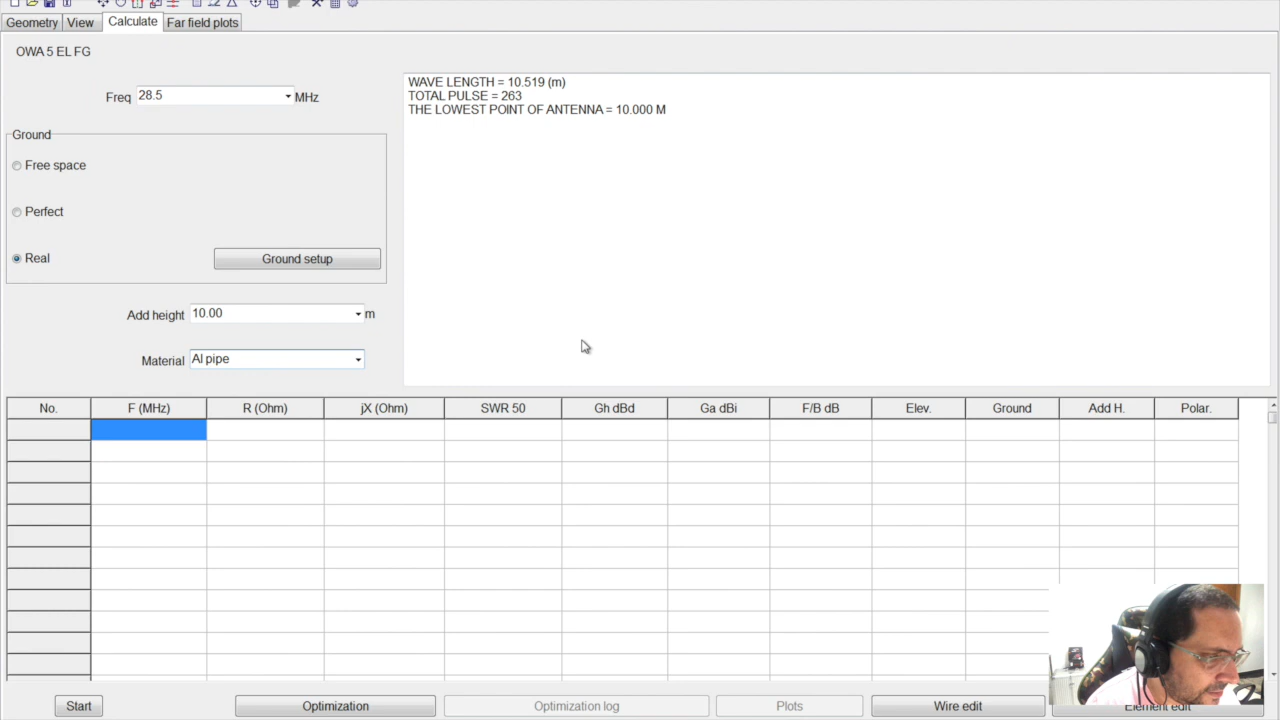 Geometry View Calculate Far field plots
OWA 5 EL FG
Freq 28.5 MHz
WAVE LENGTH = 10.519 (m)
TOTAL PULSE = 263
THE LOWEST POINT OF ANTENNA = 10.000 M
Ground
Free space
Perfect
Real Ground setup
Add height 10.00 m
Material Al pipe
No. F (MHz) R (Ohm) jX (Ohm) SWR 50 Gh dBd Ga dBi F/B dB Elev. Ground Add H. Polar.
Start Optimization Optimization log Plots Wire edit Element edit